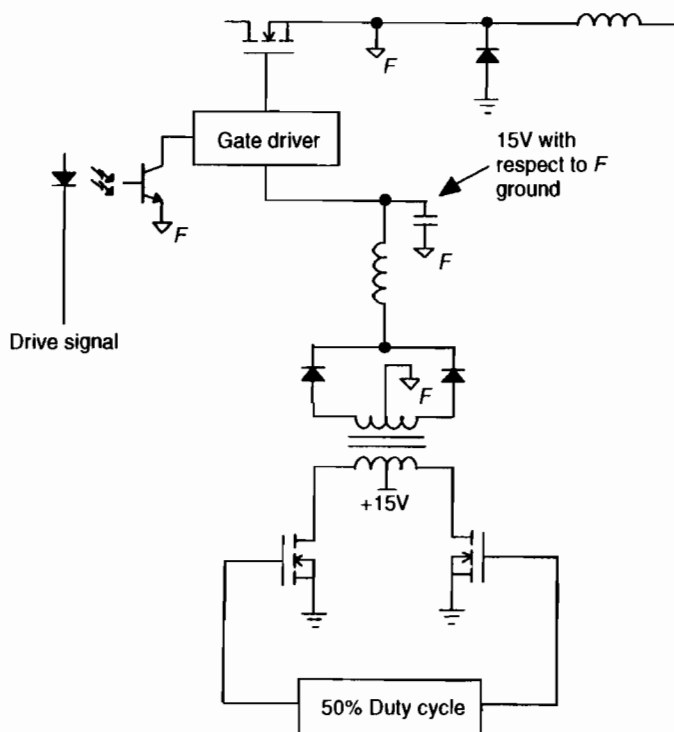 F
Gate driver
15V with
respect to F
ground
F
F
Drive signal
F
+15V
50% Duty cycle